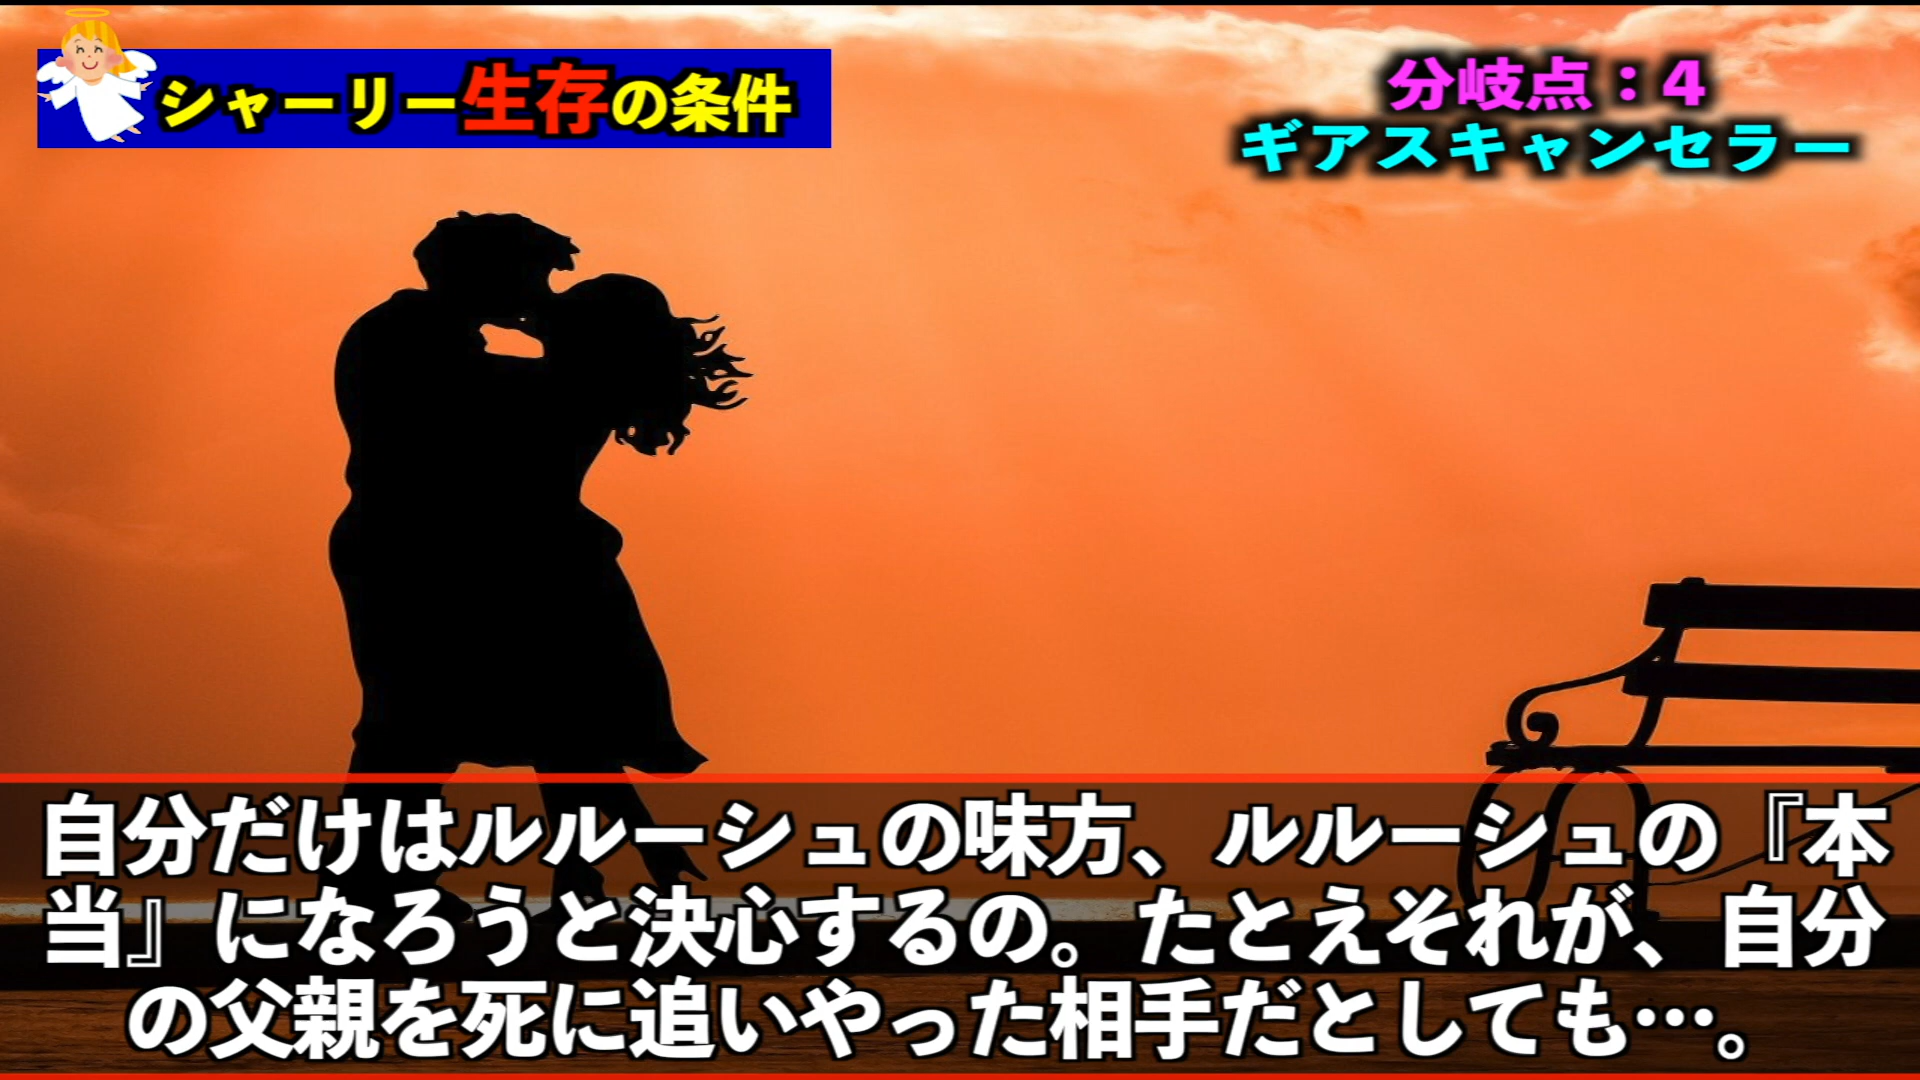 シャーリー生存の条件
分岐点：4
ギアスキャンセラー
自分だけはルルーシュの味方、ルルーシュの『本
当』になろうと決心するの。たとえそれが、自分
の父親を死に追いやった相手だとしても…。